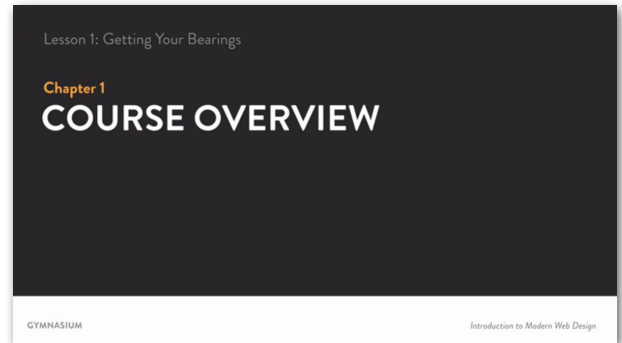 Lesson 1: Getting Your Bearings
Chapter 1
COURSE OVERVIEW
GYMNASIUM
Introduction to Modern Web Design